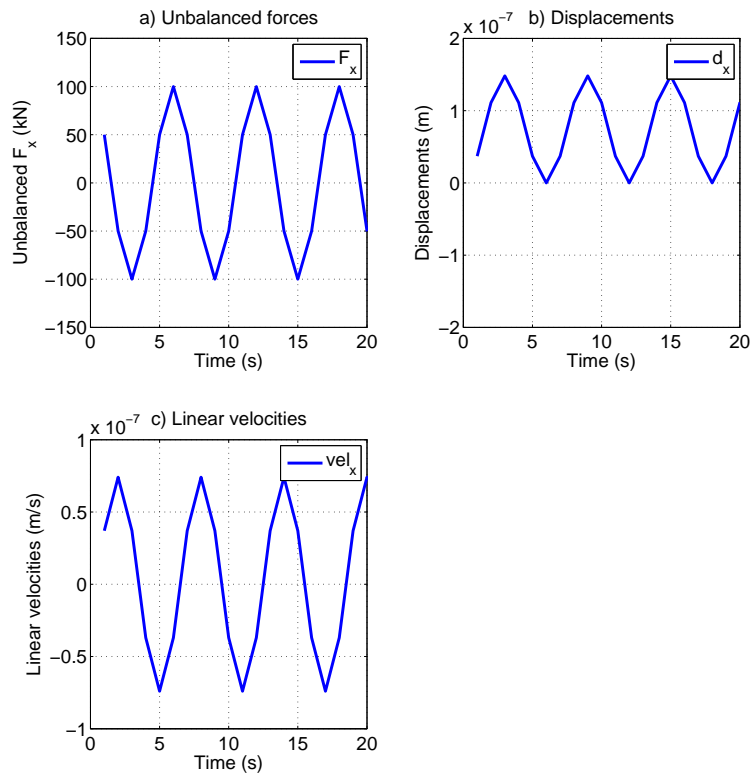 a) Unbalanced forces
150
100
50
0
−50
−100
−150
0 5 10 15 20
Time (s)
Unbalanced F_x (kN)
F_x
b) Displacements
x 10^−7
2
1
0
−1
−2
0 5 10 15 20
Time (s)
Displacements (m)
d_x
c) Linear velocities
x 10^−7
1
0.5
0
−0.5
−1
0 5 10 15 20
Time (s)
Linear velocities (m/s)
vel_x